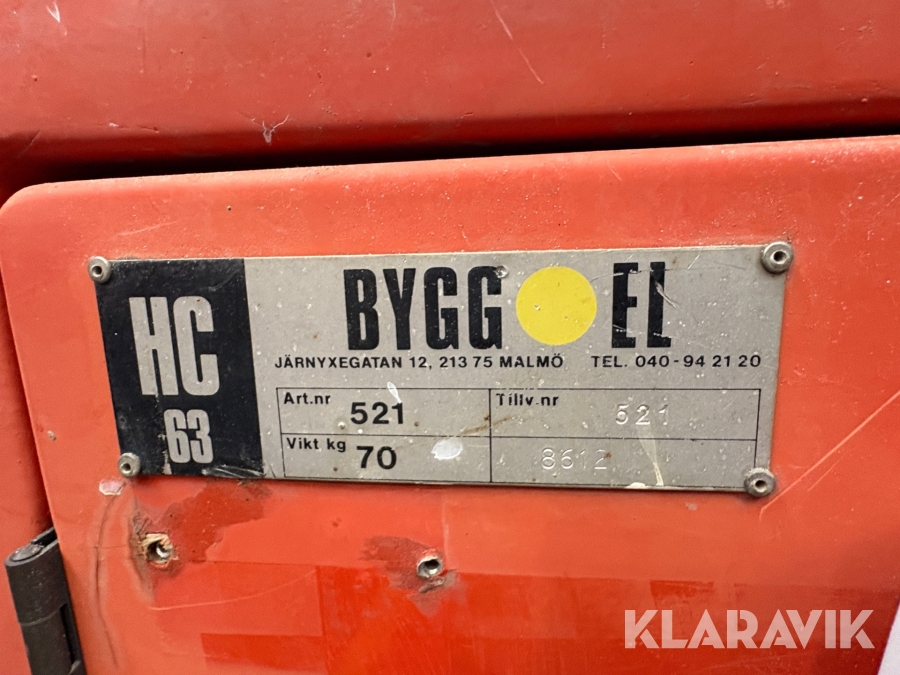 HC
63
BYGG EL
JÄRNYXEGATAN 12, 213 75 MALMÖ TEL. 040-94 21 20
Art.nr 521 Tillv.nr 521
Vikt kg 70 8612
KLARAVIK